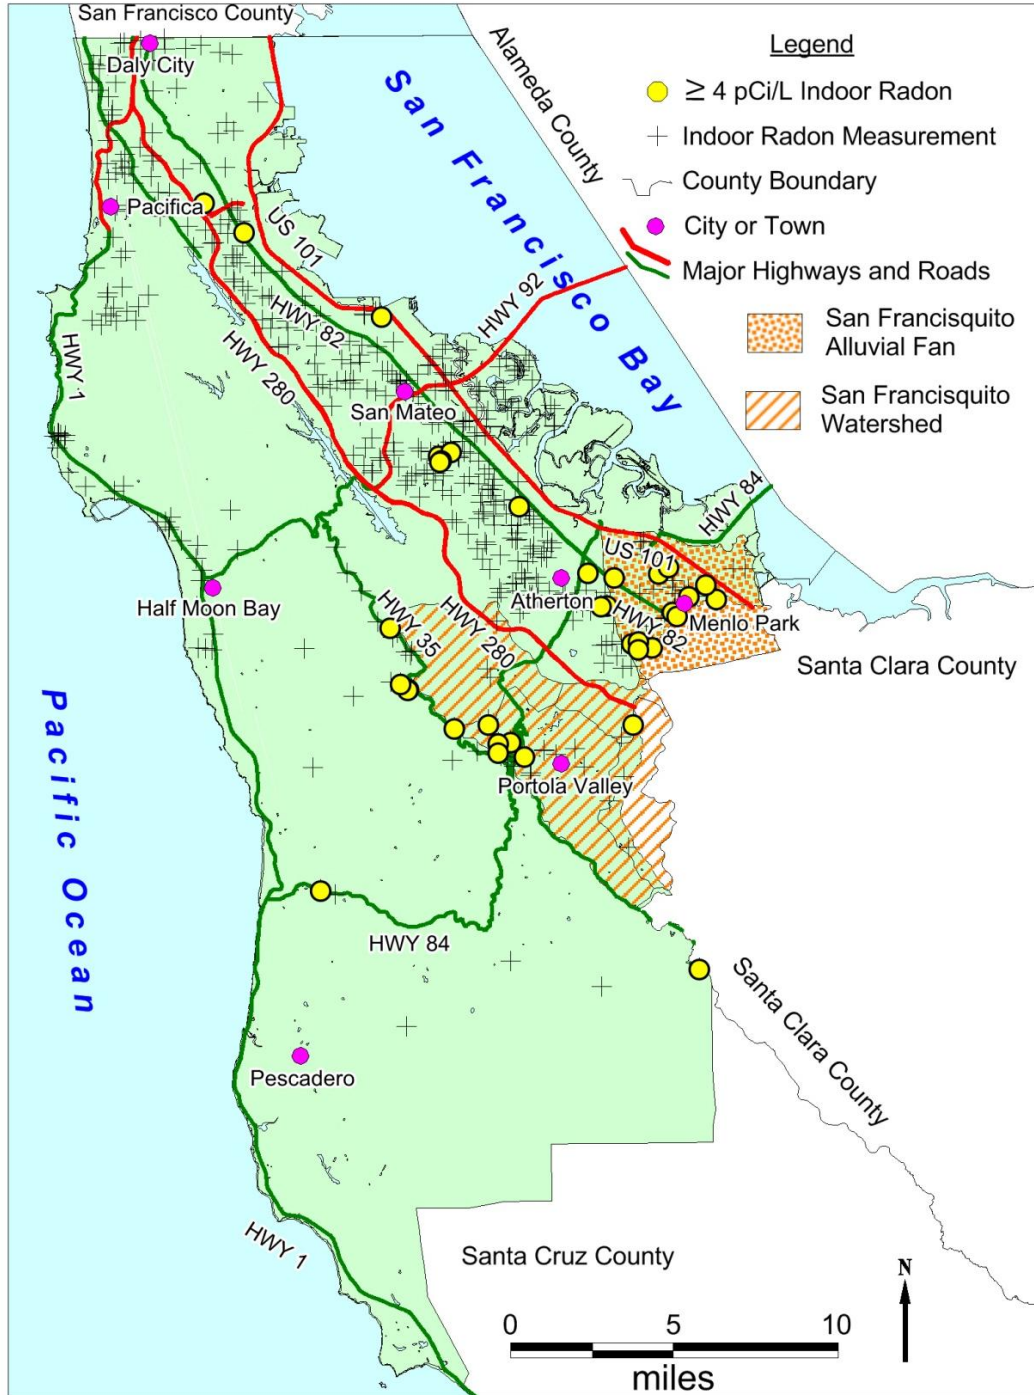 San Francisco County
Legend
≥ 4 pCi/L Indoor Radon
Indoor Radon Measurement
County Boundary
City or Town
Major Highways and Roads
San Francisquito
Alluvial Fan
San Francisquito
Watershed
Alameda County
San Francisco Bay
Daly City
Pacifica
US 101
HWY 92
HWY 82
HWY 280
HWY 1
San Mateo
HWY 84
US 101
Half Moon Bay
Atherton
HWY 82
Menlo Park
HWY 35
HWY 280
Santa Clara County
Pacific Ocean
Portola Valley
HWY 84
Santa Clara County
Pescadero
HWY 1
Santa Cruz County
N
0 5 10
miles